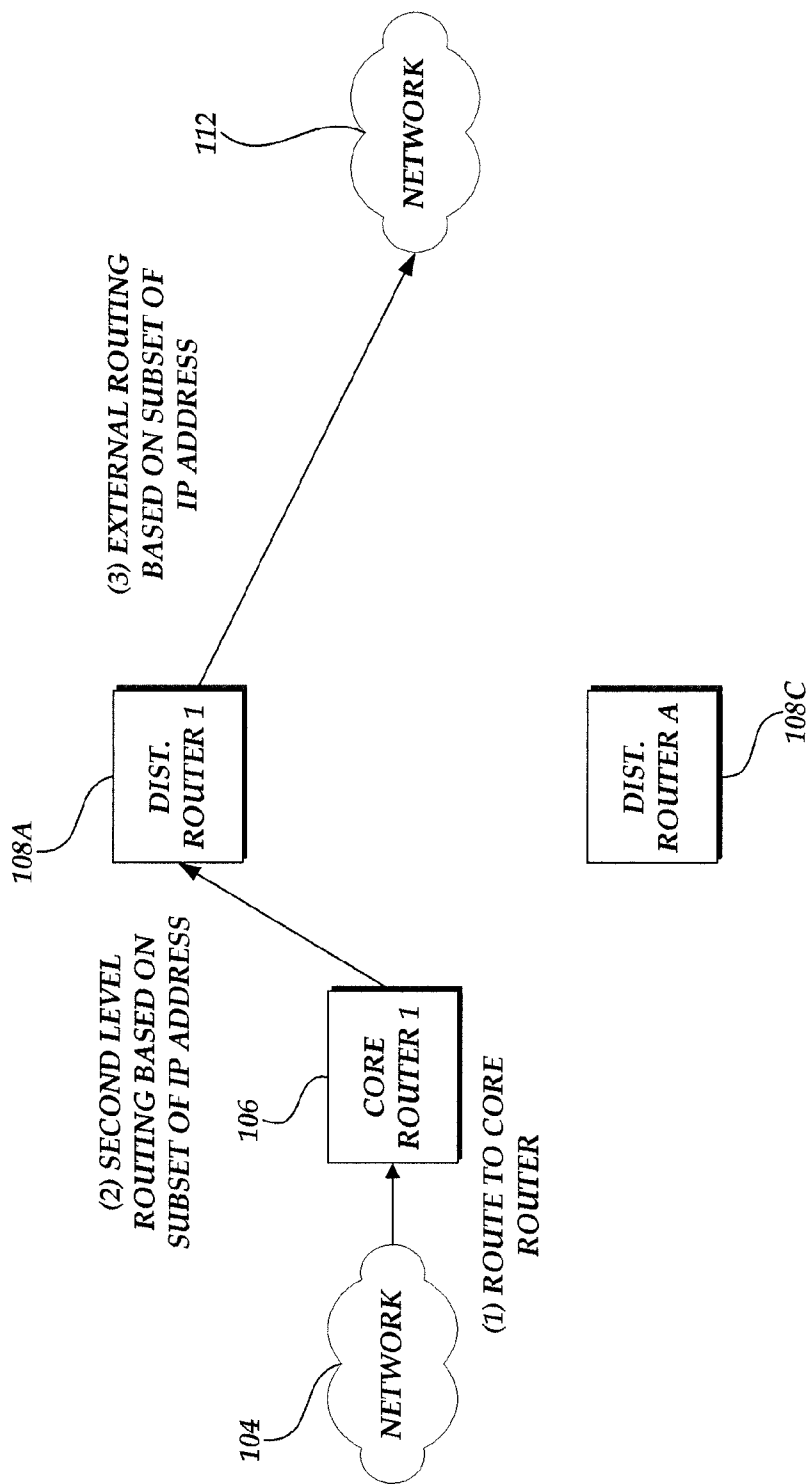 108A
DIST.
ROUTER 1
(2) SECOND LEVEL
ROUTING BASED ON
SUBSET OF IP ADDRESS
(3) EXTERNAL ROUTING
BASED ON SUBSET OF
IP ADDRESS
112
NETWORK
106
CORE
ROUTER 1
104
NETWORK
(1) ROUTE TO CORE
ROUTER
DIST.
ROUTER A
108C